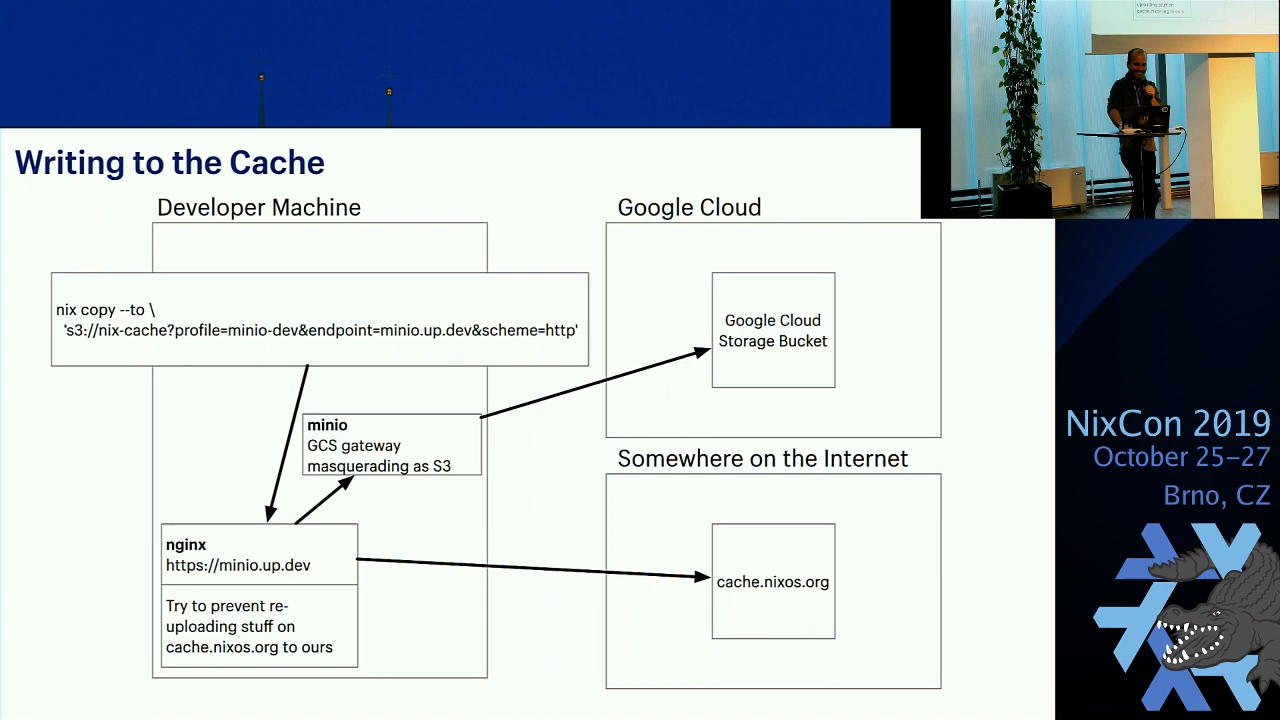 Writing to the Cache
Developer Machine
Google Cloud
nix copy --to \
's3://nix-cache?profile=minio-dev&endpoint=minio.up.dev&scheme=http'
Google Cloud
Storage Bucket
minio
GCS gateway
masquerading as S3
Somewhere on the Internet
nginx
https://minio.up.dev
Try to prevent re-
uploading stuff on
cache.nixos.org to ours
cache.nixos.org
NixCon 2019
October 25–27
Brno, CZ